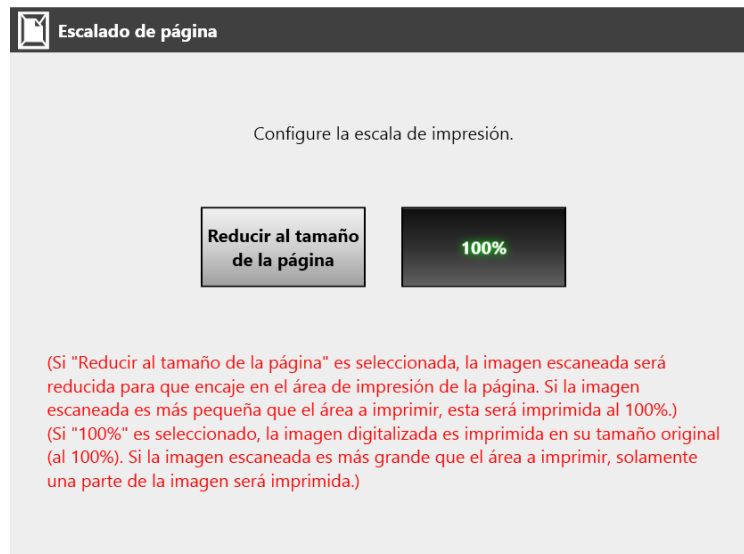 Escalado de página
Configure la escala de impresión.
Reducir al tamaño
de la página
100%
(Si "Reducir al tamaño de la página" es seleccionada, la imagen escaneada será
reducida para que encaje en el área de impresión de la página. Si la imagen
escaneada es más pequeña que el área a imprimir, esta será imprimida al 100%.)
(Si "100%" es seleccionado, la imagen digitalizada es imprimida en su tamaño original
(al 100%). Si la imagen escaneada es más grande que el área a imprimir, solamente
una parte de la imagen será imprimida.)